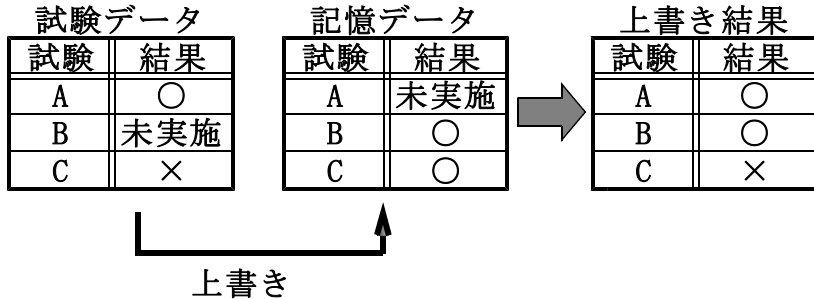 試験データ 記憶データ 上書き結果
試験 結果 試験 結果 試験 結果
A ○ A 未実施 A ○
B 未実施 B ○ B ○
C × C ○ C ×
上書き